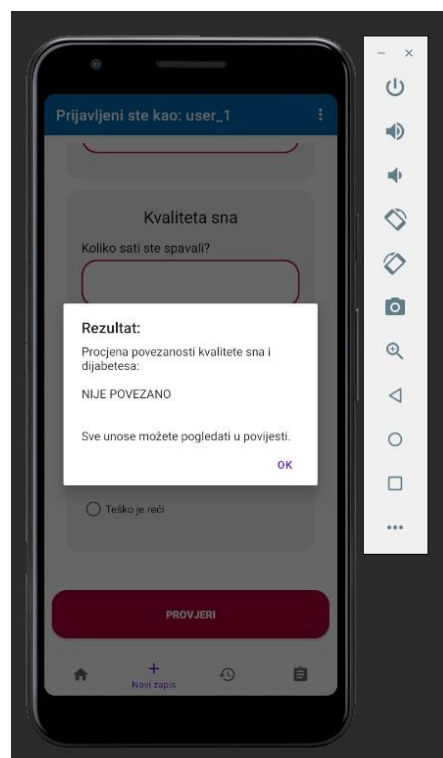 Prijavljeni ste kao: user_1
Kvaliteta sna
Koliko sati ste spavali?
Rezultat:
Procjena povezanosti kvalitete sna i
dijabetesa:
NIJE POVEZANO
Sve unose možete pogledati u povijesti.
OK
Teško je reći
PROVJERI
Novi zapis